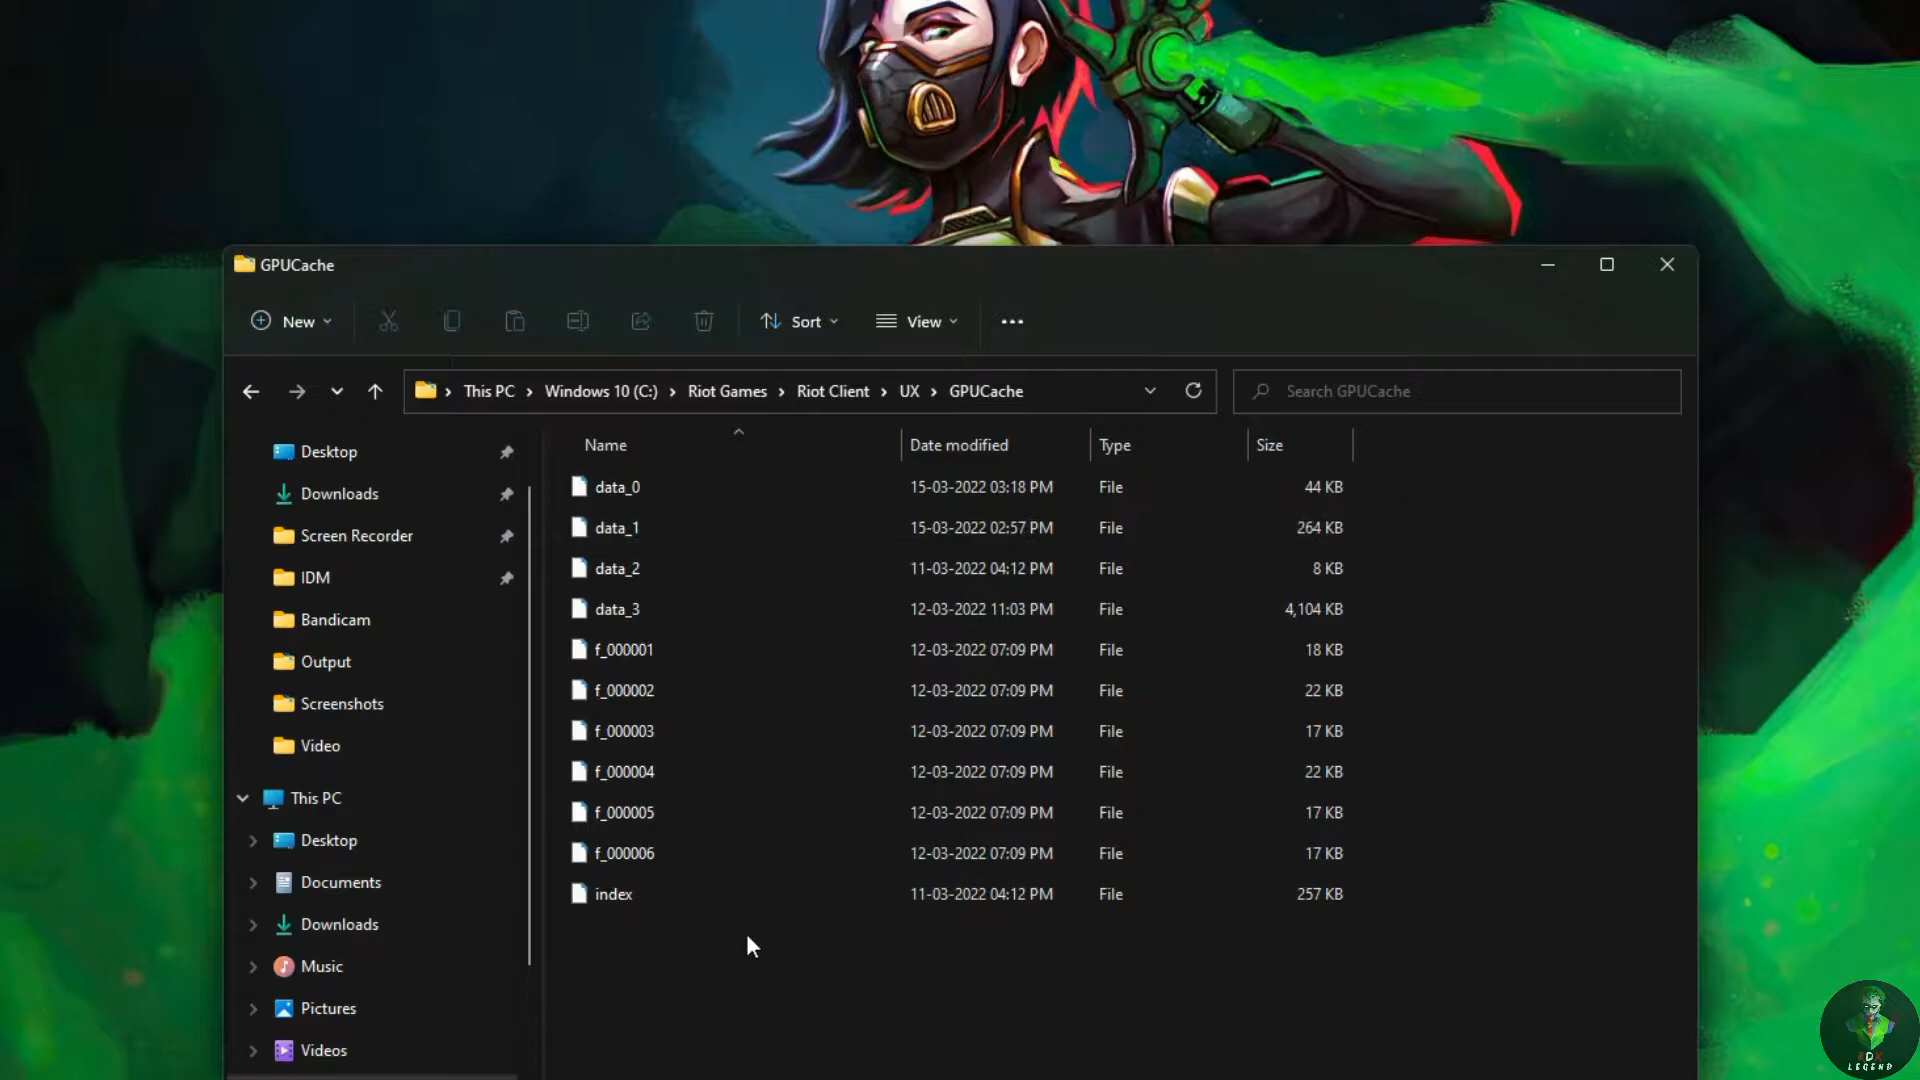 GPUCache
New
Sort
View
This PC > Windows 10 (C:) > Riot Games > Riot Client > UX > GPUCache
Search GPUCache
Desktop
Downloads
Screen Recorder
IDM
Bandicam
Output
Screenshots
Video
This PC
Desktop
Documents
Downloads
Music
Pictures
Videos
Name Date modified Type Size
data_0 15-03-2022 03:18 PM File 44 KB
data_1 15-03-2022 02:57 PM File 264 KB
data_2 11-03-2022 04:12 PM File 8 KB
data_3 12-03-2022 11:03 PM File 4,104 KB
f_000001 12-03-2022 07:09 PM File 18 KB
f_000002 12-03-2022 07:09 PM File 22 KB
f_000003 12-03-2022 07:09 PM File 17 KB
f_000004 12-03-2022 07:09 PM File 22 KB
f_000005 12-03-2022 07:09 PM File 17 KB
f_000006 12-03-2022 07:09 PM File 17 KB
index 11-03-2022 04:12 PM File 257 KB
LEGEND